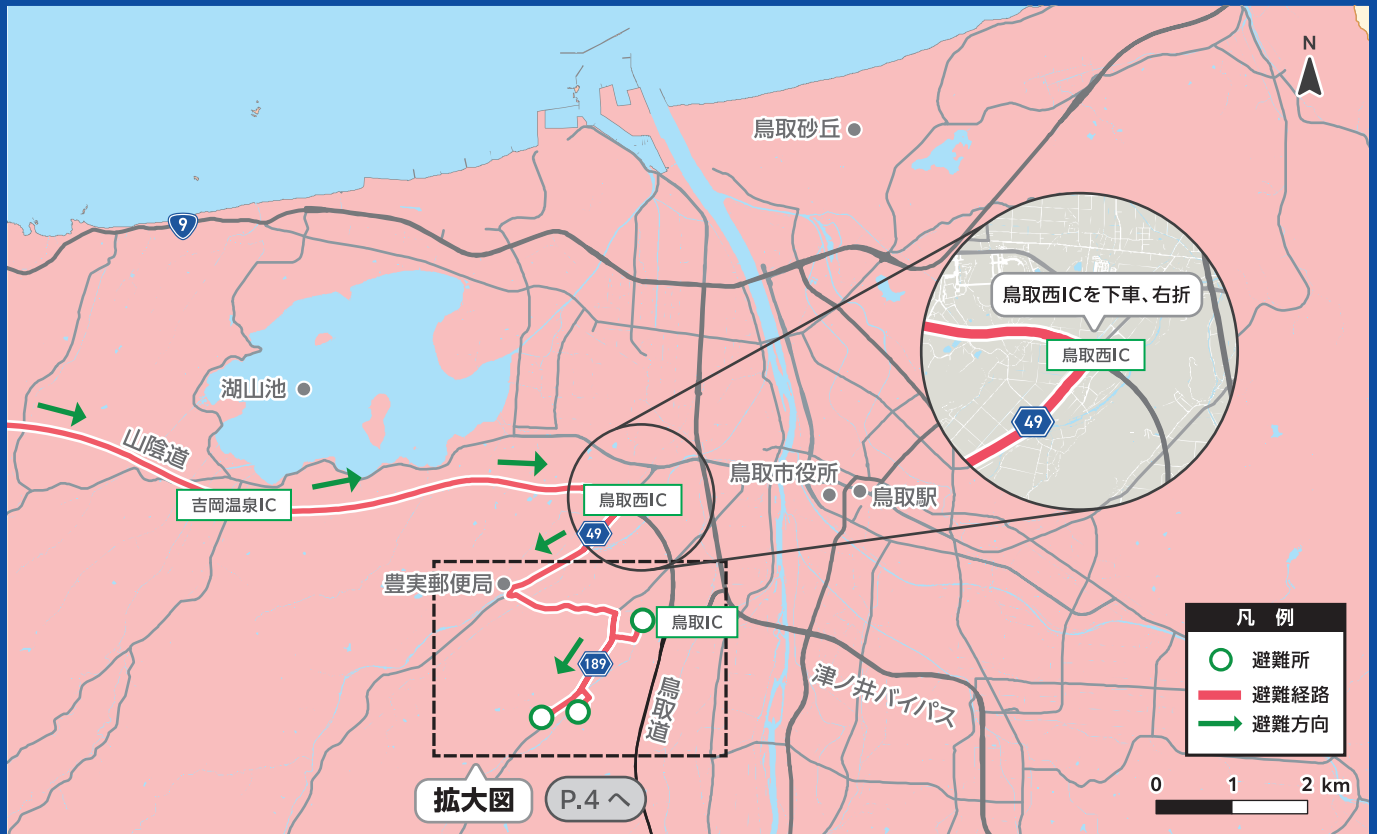 N
鳥取砂丘
9
鳥取西ICを下車、右折
鳥取西IC
49
湖山池
山陰道
吉岡温泉IC
鳥取西IC
鳥取市役所
鳥取駅
49
豊実郵便局
鳥取IC
189
鳥取道
津ノ井バイパス
凡 例
避難所
避難経路
避難方向
拡大図
P.4 へ
0 1 2 km